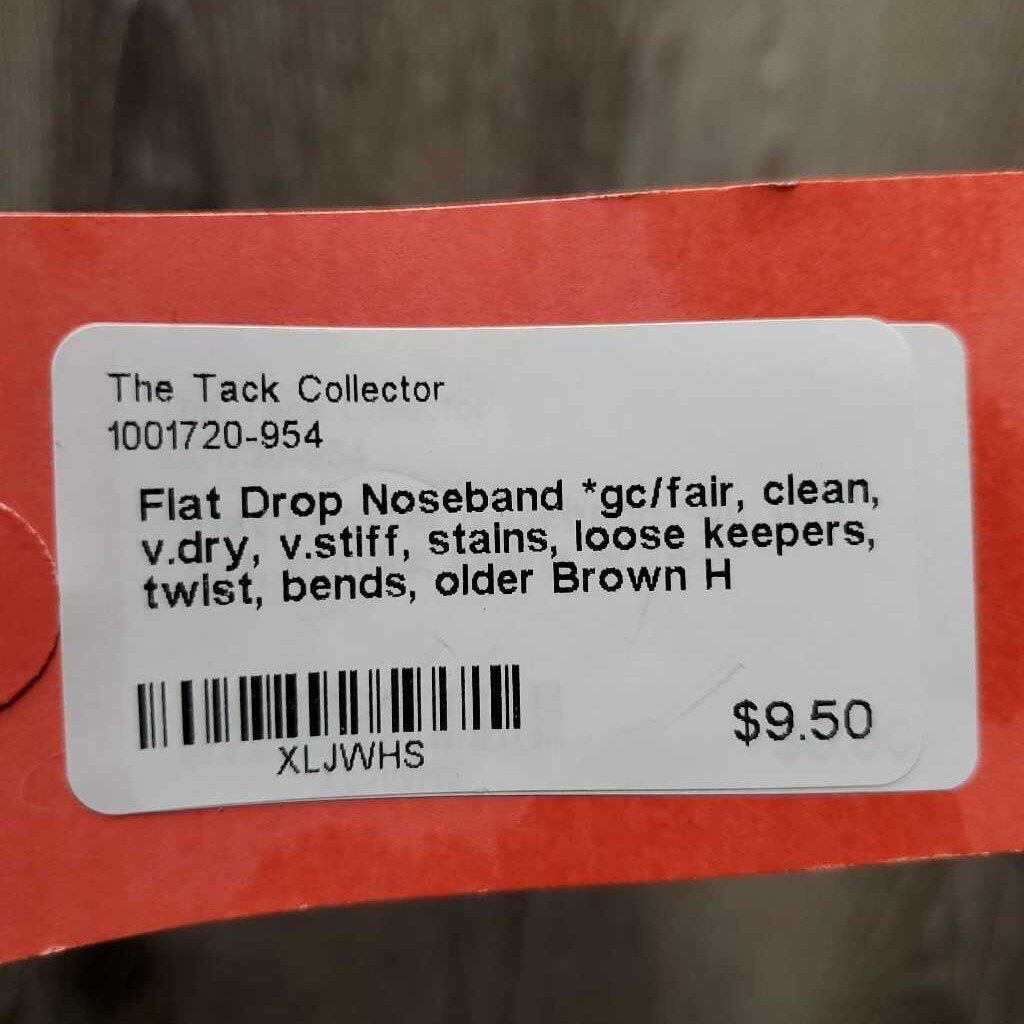 The Tack Collector
1001720-954
Flat Drop Noseband *gc/fair, clean,
v.dry, v.stiff, stains, loose keepers,
twist, bends, older Brown H
XLJWHS
$9.50